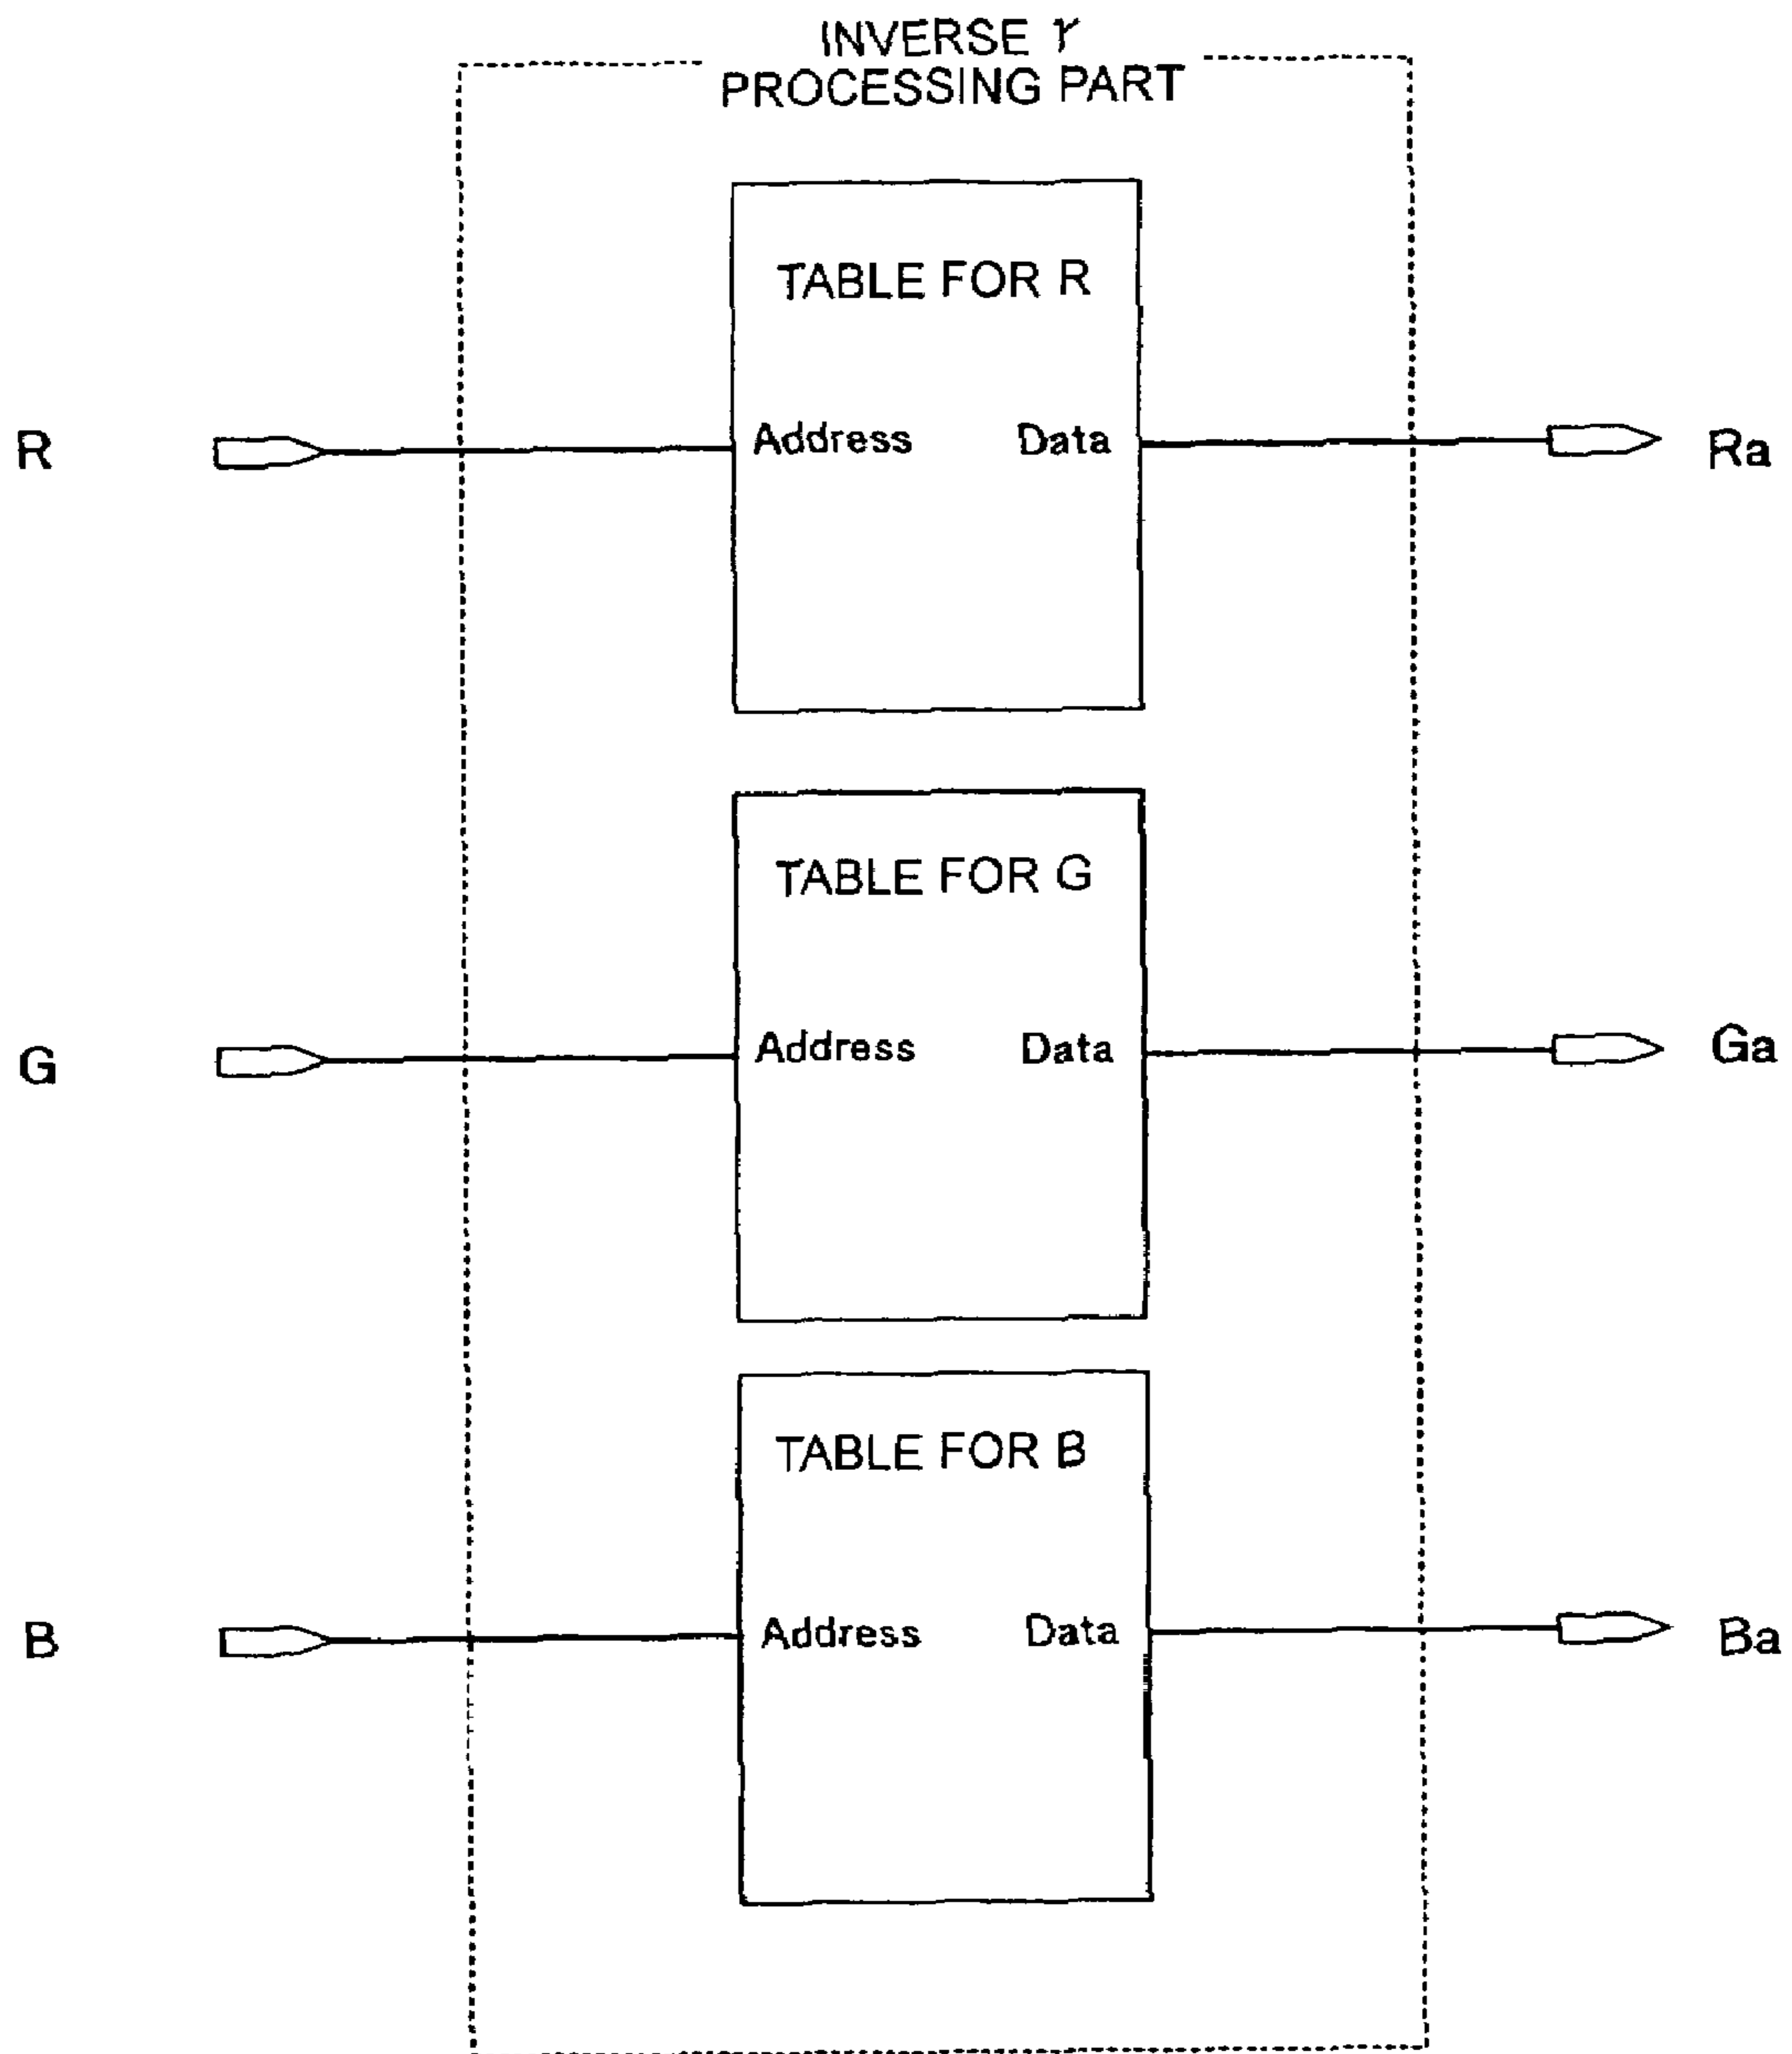 INVERSE γ
PROCESSING PART
TABLE FOR R
R
Address
Data
Ra
TABLE FOR G
G
Address
Data
Ga
TABLE FOR B
B
Address
Data
Ba